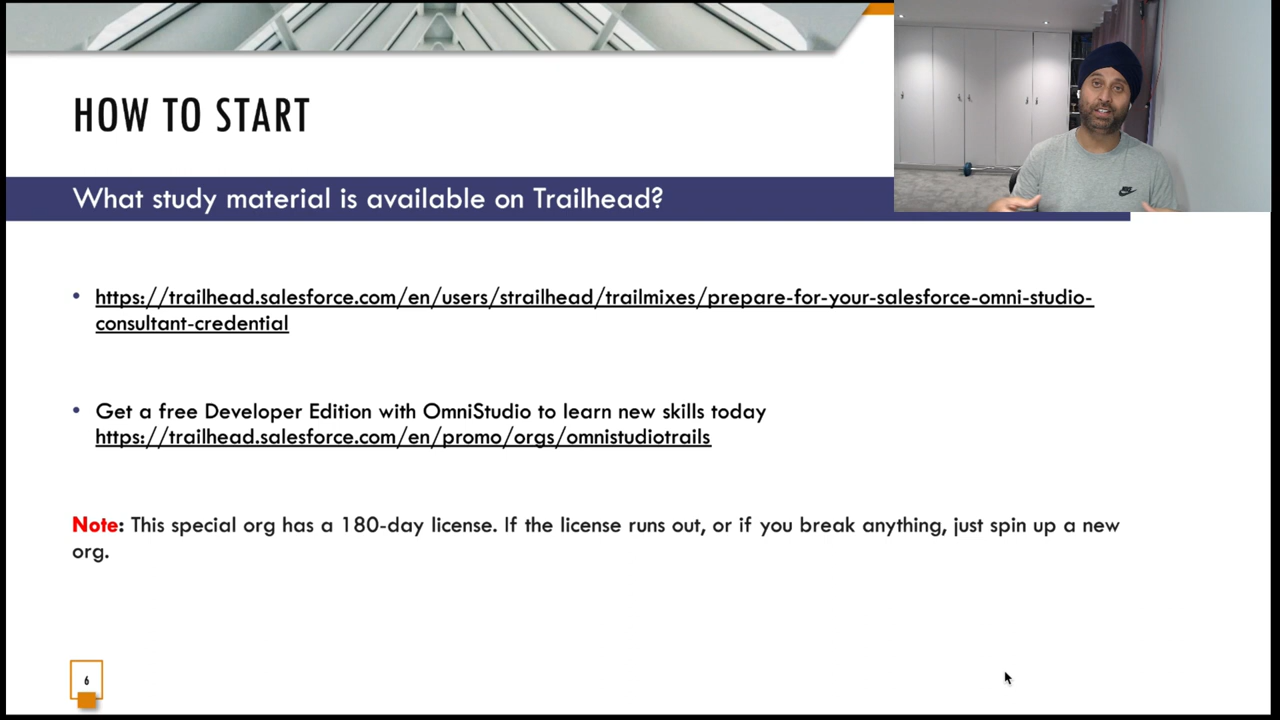 HOW TO START
What study material is available on Trailhead?
• https://trailhead.salesforce.com/en/users/strailhead/trailmixes/prepare-for-your-salesforce-omni-studio-
consultant-credential
• Get a free Developer Edition with OmniStudio to learn new skills today
https://trailhead.salesforce.com/en/promo/orgs/omnistudiotrails
Note: This special org has a 180-day license. If the license runs out, or if you break anything, just spin up a new
org.
6
NIKE